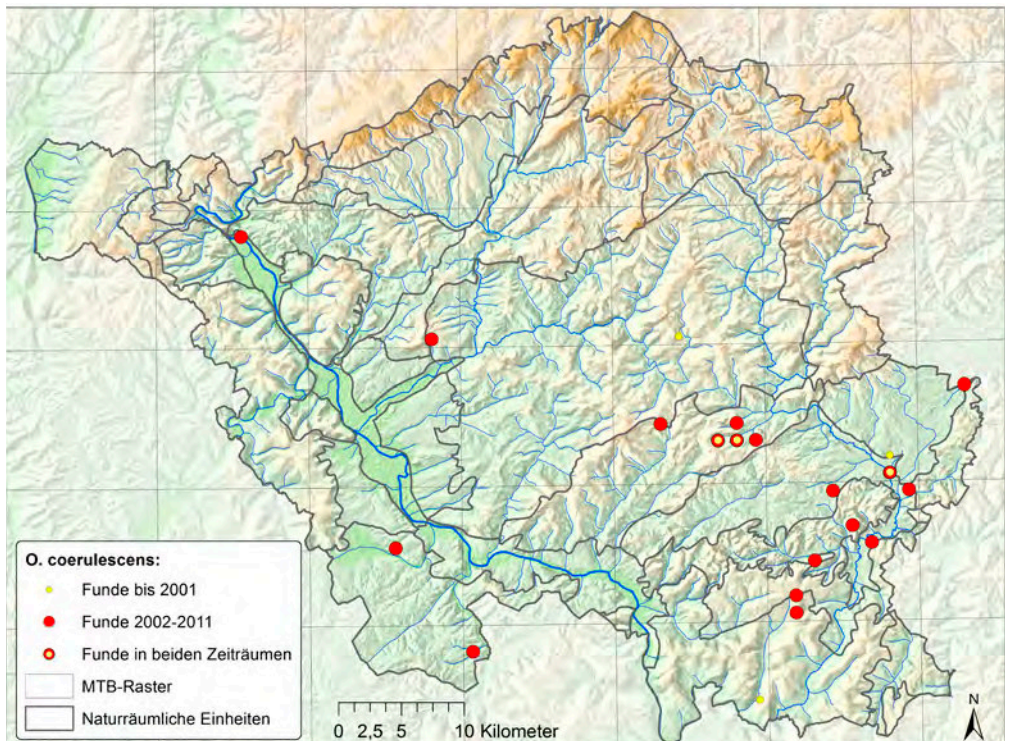 O. coerulescens:
Funde bis 2001
Funde 2002-2011
Funde in beiden Zeiträumen
MTB-Raster
Naturräumliche Einheiten
0 2,5 5 10 Kilometer
N